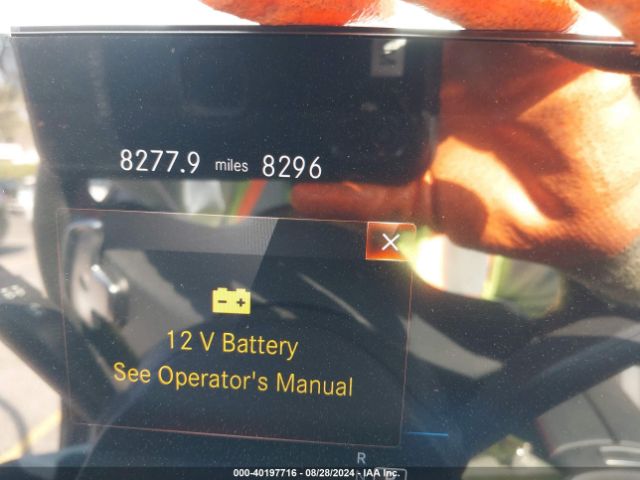 8277.9 miles 8296
12 V Battery
See Operator's Manual
R
000-40197716 - 08/28/2024 - IAA Inc.